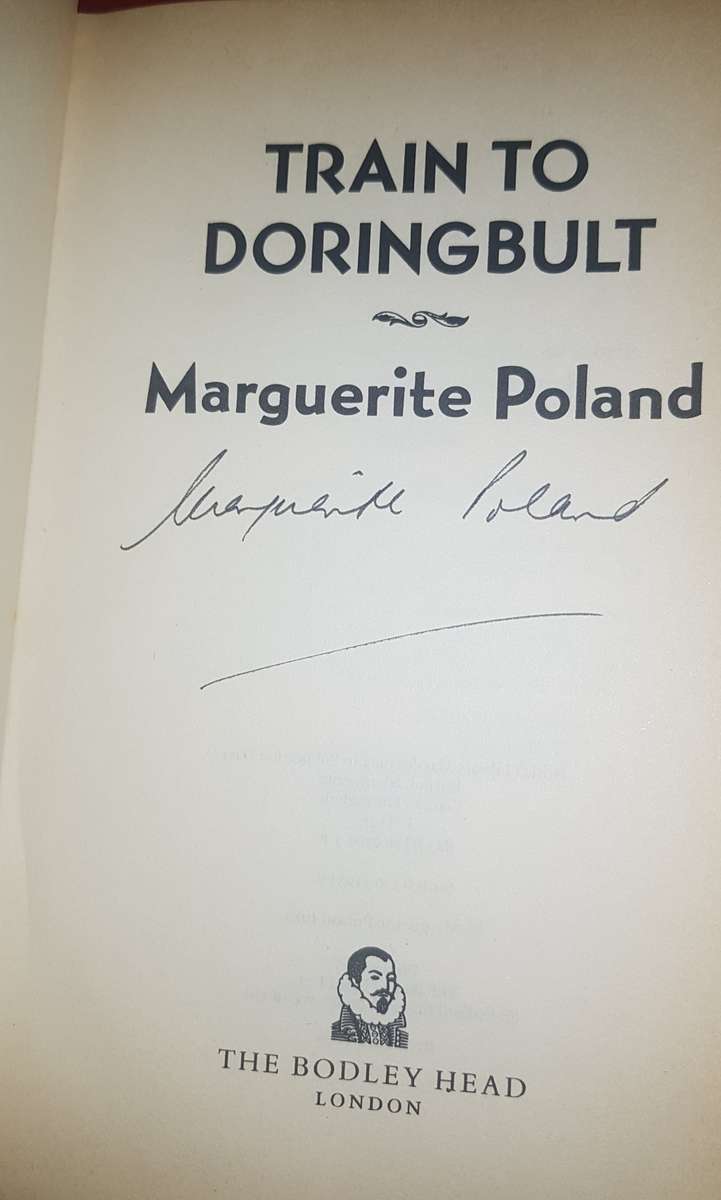 TRAIN TO
DORINGBULT
Marguerite Poland
Marguerite Poland
THE BODLEY HEAD
LONDON